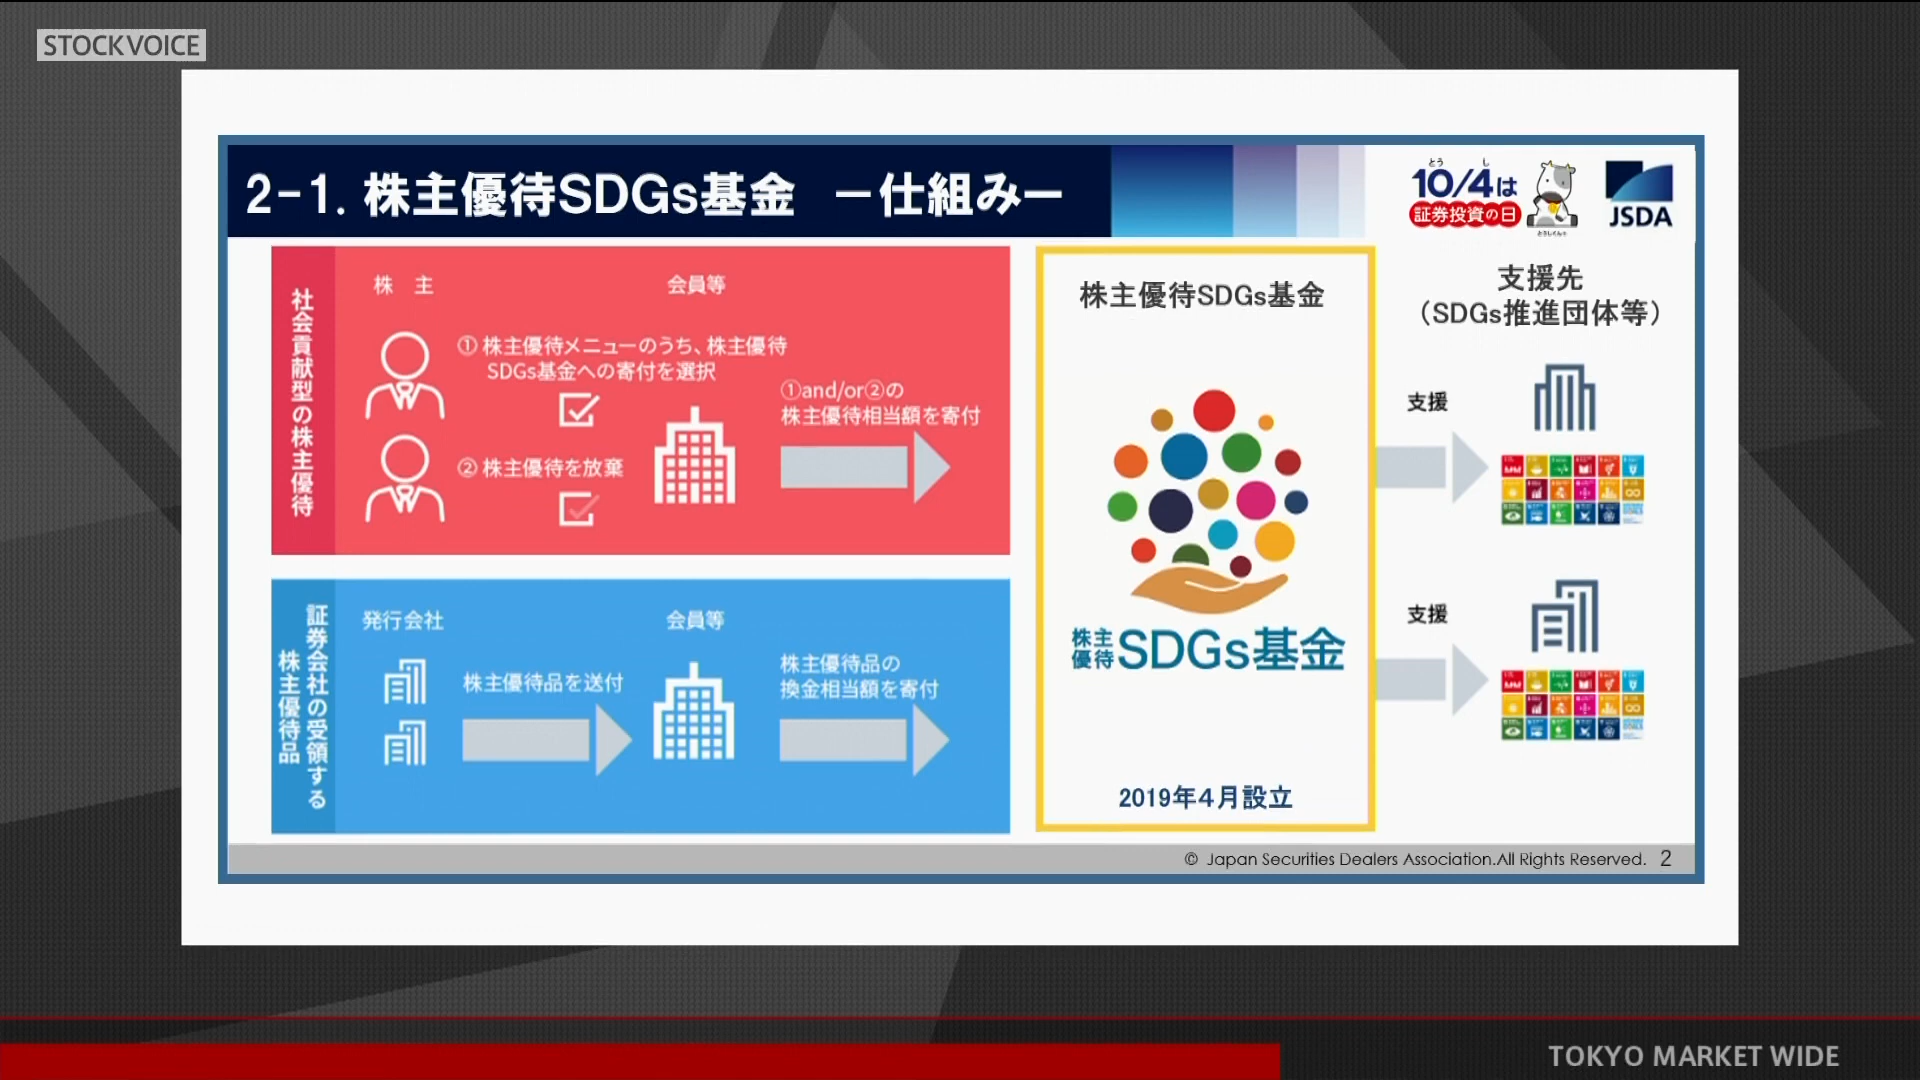 STOCKVOICE
2-1. 株主優待SDGs基金 －仕組み－
とう し
10/4は
証券投資の日
とうしくん
JSDA
社会貢献型の株主優待
株 主
会員等
① 株主優待メニューのうち、株主優待
SDGs基金への寄付を選択
② 株主優待を放棄
①and/or②の
株主優待相当額を寄付
証券会社の受領する
株主優待品
発行会社
会員等
株主優待品を送付
株主優待品の
換金相当額を寄付
株主優待SDGs基金
株主
優待 SDGs基金
2019年4月設立
支援先
（SDGs推進団体等）
支援
支援
© Japan Securities Dealers Association.All Rights Reserved. 2
TOKYO MARKET WIDE